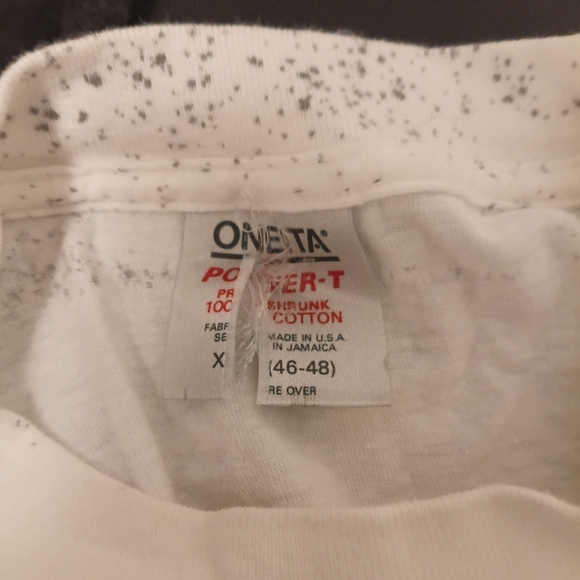 ONEITA®
PO ER-T
PR SHRUNK
100 COTTON
FABR MADE IN U.S.A.
SE IN JAMAICA
X (46-48)
RE OVER